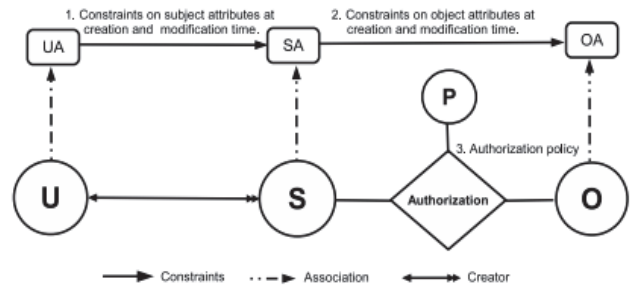 1. Constraints on subject attributes at
creation and modification time.
2. Constraints on object attributes at
creation and modification time.
UA
SA
OA
P
3. Authorization policy
U
S
Authorization
O
Constraints
Association
Creator